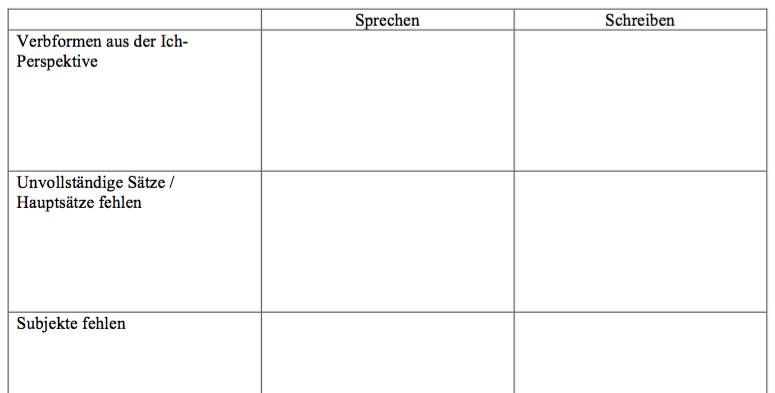 Sprechen Schreiben
Verbformen aus der Ich-
Perspektive
Unvollständige Sätze /
Hauptsätze fehlen
Subjekte fehlen